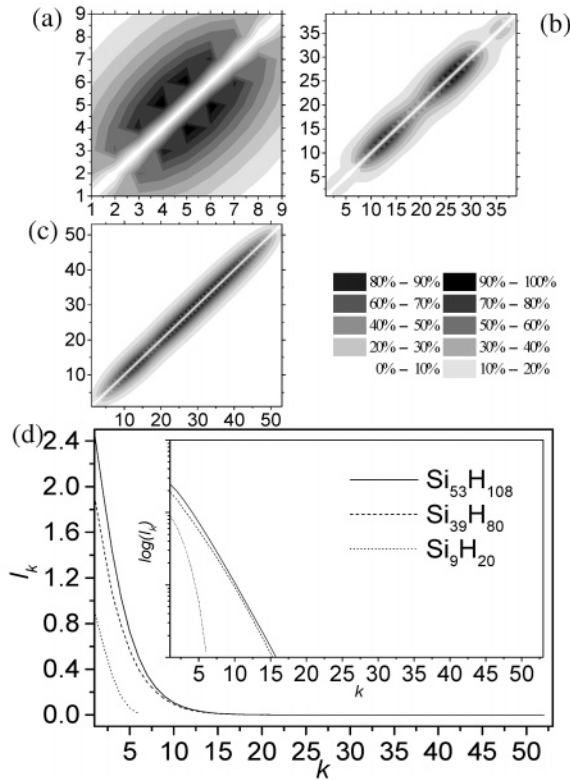 (a)
9
8
7
6
5
4
3
2
1
1 2 3 4 5 6 7 8 9
(b)
35
30
25
20
15
10
5
5 10 15 20 25 30 35
(c)
50
40
30
20
10
10 20 30 40 50
80% – 90% 90% – 100%
60% – 70% 70% – 80%
40% – 50% 50% – 60%
20% – 30% 30% – 40%
0% – 10% 10% – 20%
(d)
2.4
2.0
1.6
1.2
0.8
0.4
0.0
I_k
5 10 15 20 25 30 35 40 45 50
k
log(I_k)
5 10 15 20 25 30 35 40 45 50
k
Si₅₃H₁₀₈
Si₃₉H₈₀
Si₉H₂₀